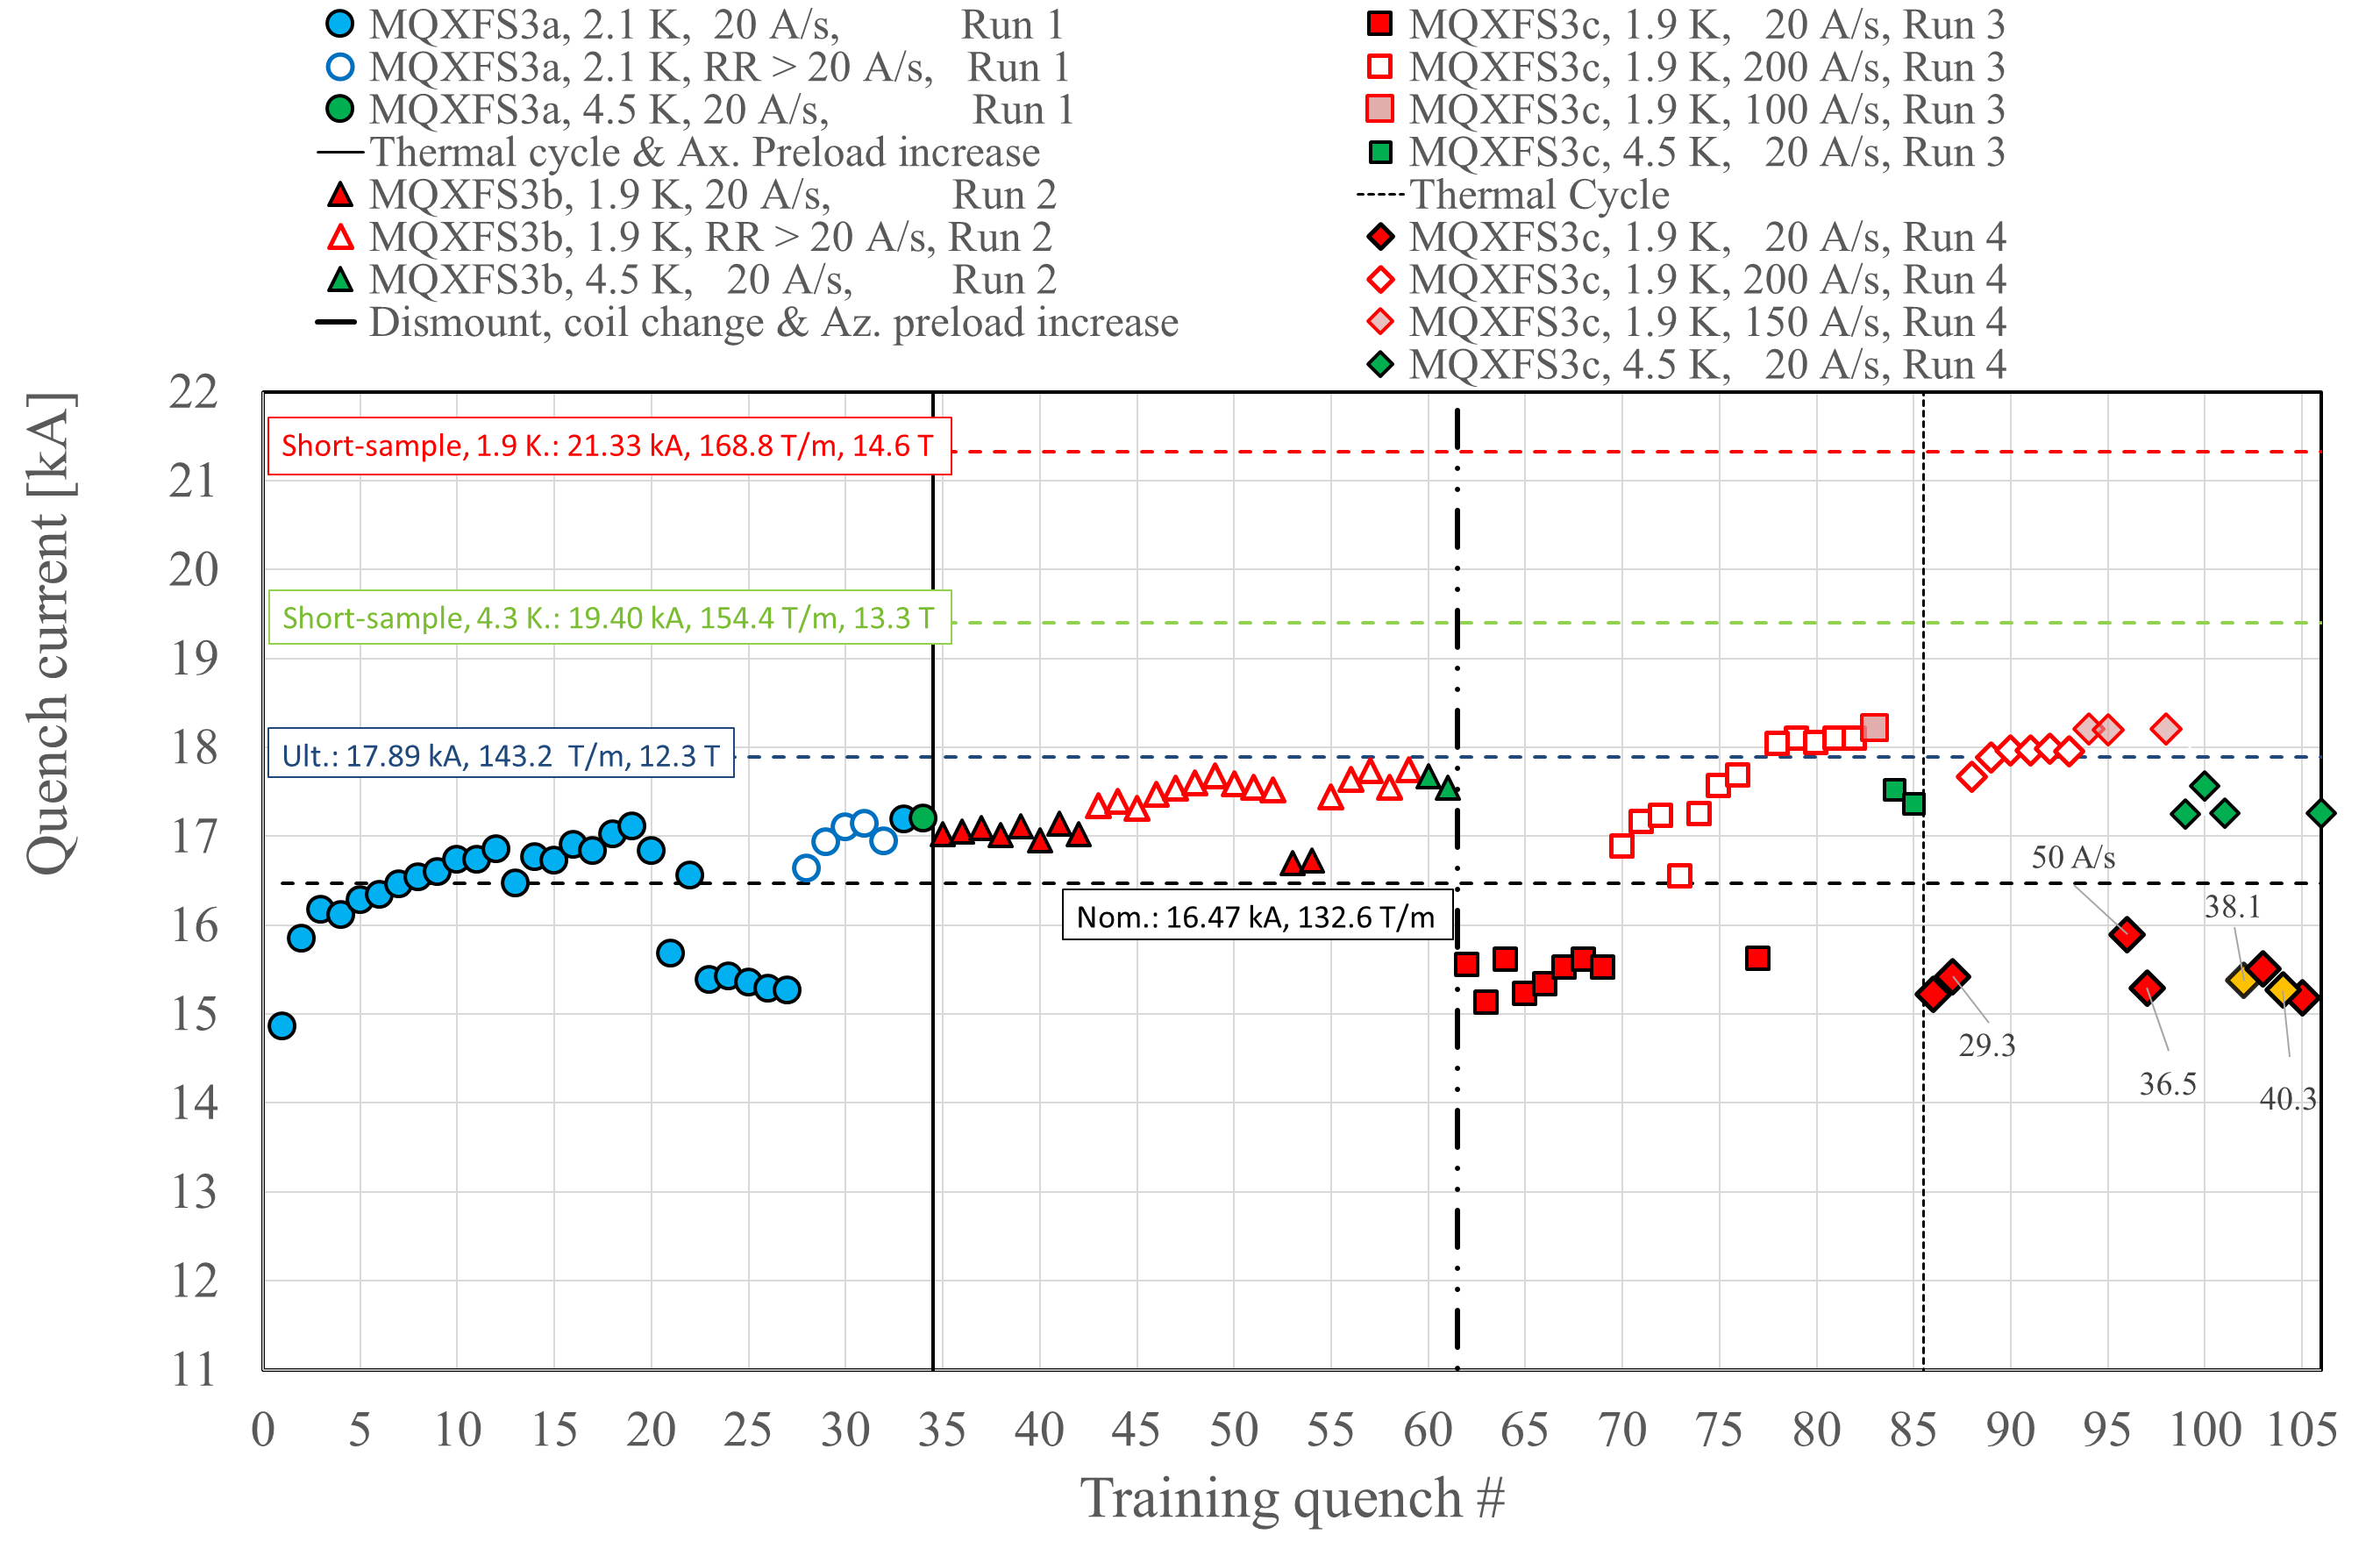 MQXFS3a, 2.1 K, 20 A/s, Run 1
MQXFS3a, 2.1 K, RR > 20 A/s, Run 1
MQXFS3a, 4.5 K, 20 A/s, Run 1
Thermal cycle & Ax. Preload increase
MQXFS3b, 1.9 K, 20 A/s, Run 2
MQXFS3b, 1.9 K, RR > 20 A/s, Run 2
MQXFS3b, 4.5 K, 20 A/s, Run 2
Dismount, coil change & Az. preload increase
MQXFS3c, 1.9 K, 20 A/s, Run 3
MQXFS3c, 1.9 K, 200 A/s, Run 3
MQXFS3c, 1.9 K, 100 A/s, Run 3
MQXFS3c, 4.5 K, 20 A/s, Run 3
Thermal Cycle
MQXFS3c, 1.9 K, 20 A/s, Run 4
MQXFS3c, 1.9 K, 200 A/s, Run 4
MQXFS3c, 1.9 K, 150 A/s, Run 4
MQXFS3c, 4.5 K, 20 A/s, Run 4
Quench current [kA]
22
21
20
19
18
17
16
15
14
13
12
11
Short-sample, 1.9 K.: 21.33 kA, 168.8 T/m, 14.6 T
Short-sample, 4.3 K.: 19.40 kA, 154.4 T/m, 13.3 T
Ult.: 17.89 kA, 143.2 T/m, 12.3 T
Nom.: 16.47 kA, 132.6 T/m
50 A/s
38.1
29.3
36.5
40.3
0 5 10 15 20 25 30 35 40 45 50 55 60 65 70 75 80 85 90 95 100 105
Training quench #